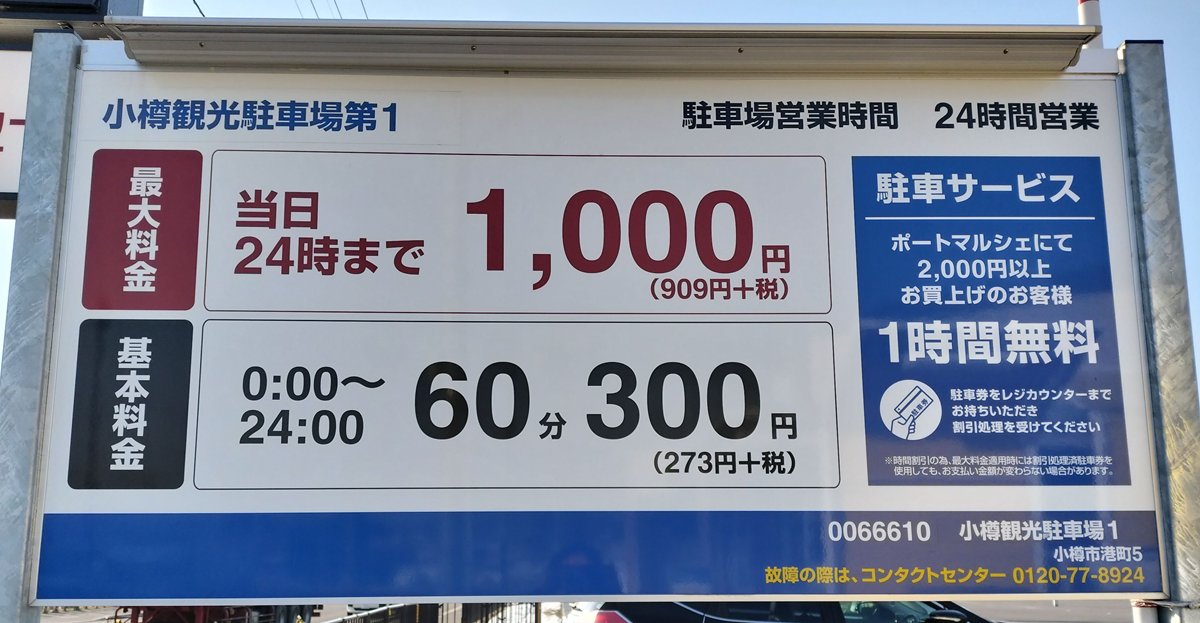 小樽観光駐車場第1
駐車場営業時間 24時間営業
最大料金
当日
24時まで
1,000円
(909円+税)
基本料金
0:00〜
24:00
60分 300円
(273円+税)
駐車サービス
ポートマルシェにて
2,000円以上
お買上げのお客様
1時間無料
駐車券
駐車券をレジカウンターまで
お持ちいただき
割引処理を受けてください
※時間割引の為、最大料金適用時には割引処理済駐車券を
使用しても、お支払い金額が変わらない場合があります。
0066610 小樽観光駐車場1
小樽市港町5
故障の際は、コンタクトセンター 0120-77-8924